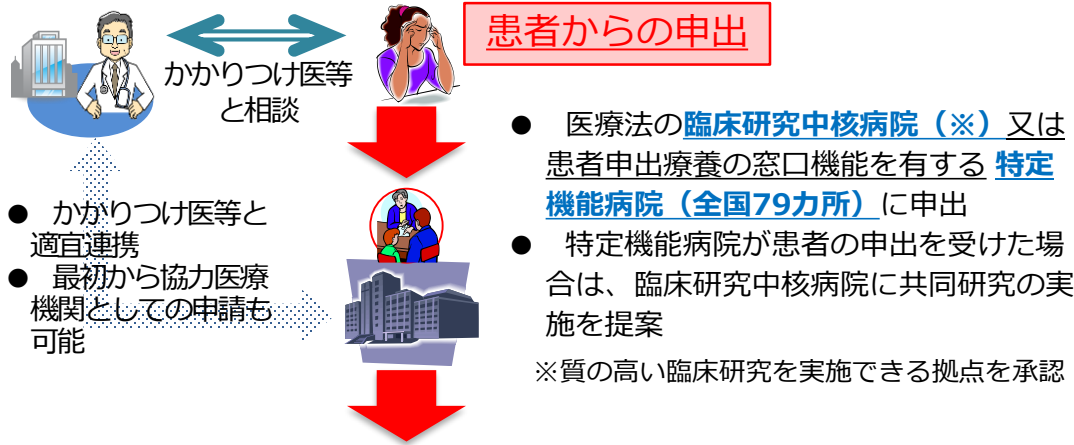 患者からの申出
かかりつけ医等
と相談
● 医療法の臨床研究中核病院（※）又は
患者申出療養の窓口機能を有する 特定
機能病院（全国79カ所）に申出
● 特定機能病院が患者の申出を受けた場
合は、臨床研究中核病院に共同研究の実
施を提案
※質の高い臨床研究を実施できる拠点を承認
● かかりつけ医等と
適宜連携
● 最初から協力医療
機関としての申請も
可能